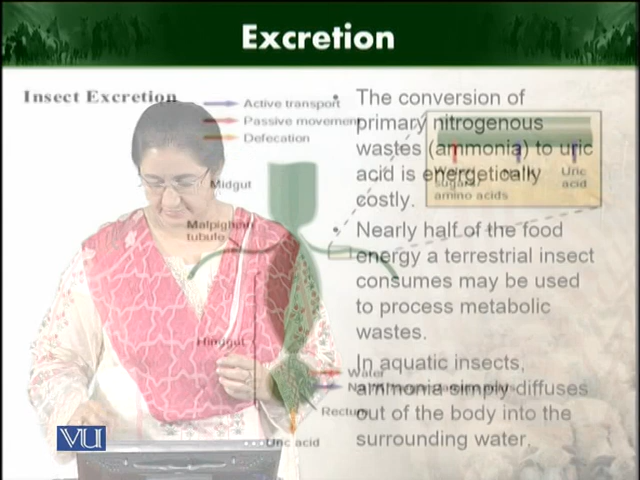 Excretion
Insect Excretion
Active transport
Passive movement
Defecation
Midgut
Malpighian
tubule
Hindgut
Water
Rectum
Uric acid
sugars,
amino acids
Uric
acid
• The conversion of
primary nitrogenous
wastes (ammonia) to uric
acid is energetically
costly.
• Nearly half of the food
energy a terrestrial insect
consumes may be used
to process metabolic
wastes.
In aquatic insects,
ammonia simply diffuses
out of the body into the
surrounding water.
VU